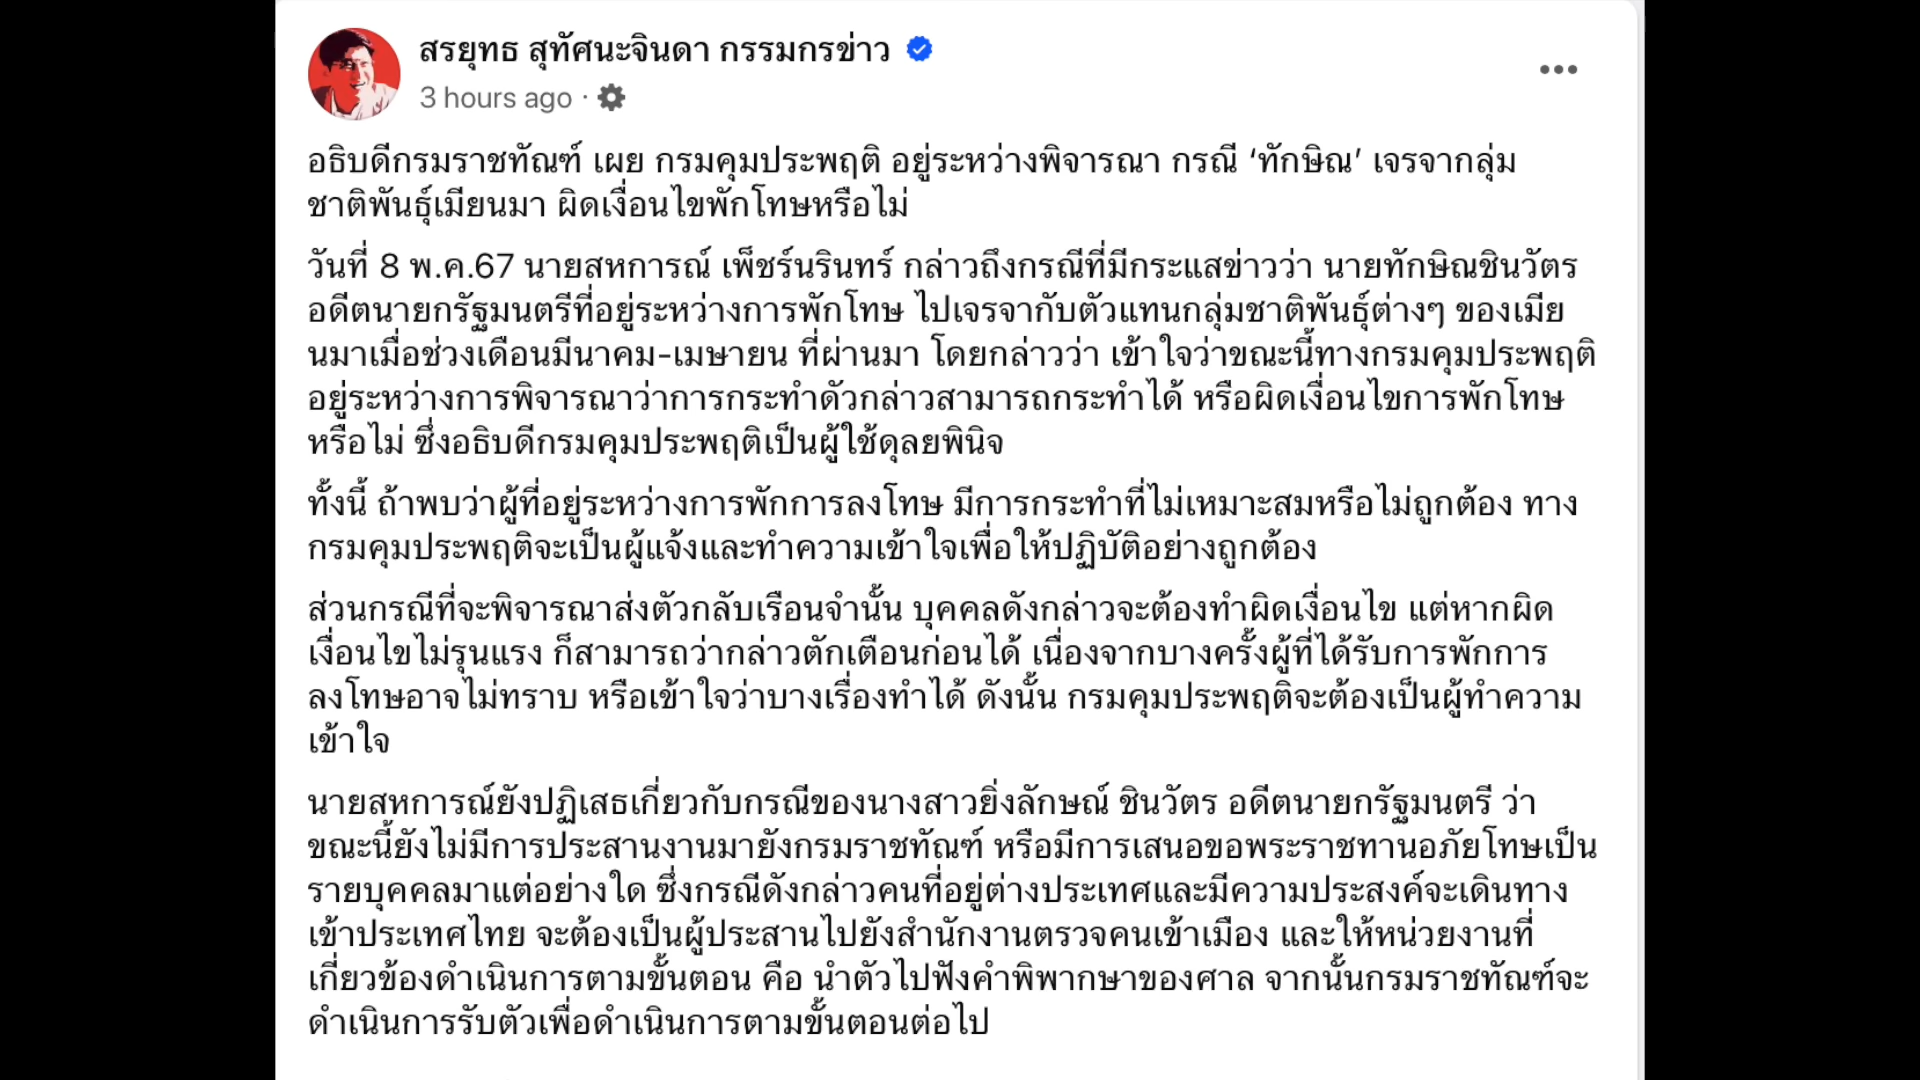 สรยุทธ สุทัศนะจินดา กรรมกรข่าว
3 hours ago ·
อธิบดีกรมราชทัณฑ์ เผย กรมคุมประพฤติ อยู่ระหว่างพิจารณา กรณี ‘ทักษิณ’ เจรจากลุ่ม
ชาติพันธุ์เมียนมา ผิดเงื่อนไขพักโทษหรือไม่
วันที่ 8 พ.ค.67 นายสหการณ์ เพ็ชร์นรินทร์ กล่าวถึงกรณีที่มีกระแสข่าวว่า นายทักษิณชินวัตร
อดีตนายกรัฐมนตรีที่อยู่ระหว่างการพักโทษ ไปเจรจากับตัวแทนกลุ่มชาติพันธุ์ต่างๆ ของเมีย
นมาเมื่อช่วงเดือนมีนาคม-เมษายน ที่ผ่านมา โดยกล่าวว่า เข้าใจว่าขณะนี้ทางกรมคุมประพฤติ
อยู่ระหว่างการพิจารณาว่าการกระทำดัวกล่าวสามารถกระทำได้ หรือผิดเงื่อนไขการพักโทษ
หรือไม่ ซึ่งอธิบดีกรมคุมประพฤติเป็นผู้ใช้ดุลยพินิจ
ทั้งนี้ ถ้าพบว่าผู้ที่อยู่ระหว่างการพักการลงโทษ มีการกระทำที่ไม่เหมาะสมหรือไม่ถูกต้อง ทาง
กรมคุมประพฤติจะเป็นผู้แจ้งและทำความเข้าใจเพื่อให้ปฏิบัติอย่างถูกต้อง
ส่วนกรณีที่จะพิจารณาส่งตัวกลับเรือนจำนั้น บุคคลดังกล่าวจะต้องทำผิดเงื่อนไข แต่หากผิด
เงื่อนไขไม่รุนแรง ก็สามารถว่ากล่าวตักเตือนก่อนได้ เนื่องจากบางครั้งผู้ที่ได้รับการพักการ
ลงโทษอาจไม่ทราบ หรือเข้าใจว่าบางเรื่องทำได้ ดังนั้น กรมคุมประพฤติจะต้องเป็นผู้ทำความ
เข้าใจ
นายสหการณ์ยังปฏิเสธเกี่ยวกับกรณีของนางสาวยิ่งลักษณ์ ชินวัตร อดีตนายกรัฐมนตรี ว่า
ขณะนี้ยังไม่มีการประสานงานมายังกรมราชทัณฑ์ หรือมีการเสนอขอพระราชทานอภัยโทษเป็น
รายบุคคลมาแต่อย่างใด ซึ่งกรณีดังกล่าวคนที่อยู่ต่างประเทศและมีความประสงค์จะเดินทาง
เข้าประเทศไทย จะต้องเป็นผู้ประสานไปยังสำนักงานตรวจคนเข้าเมือง และให้หน่วยงานที่
เกี่ยวข้องดำเนินการตามขั้นตอน คือ นำตัวไปฟังคำพิพากษาของศาล จากนั้นกรมราชทัณฑ์จะ
ดำเนินการรับตัวเพื่อดำเนินการตามขั้นตอนต่อไป